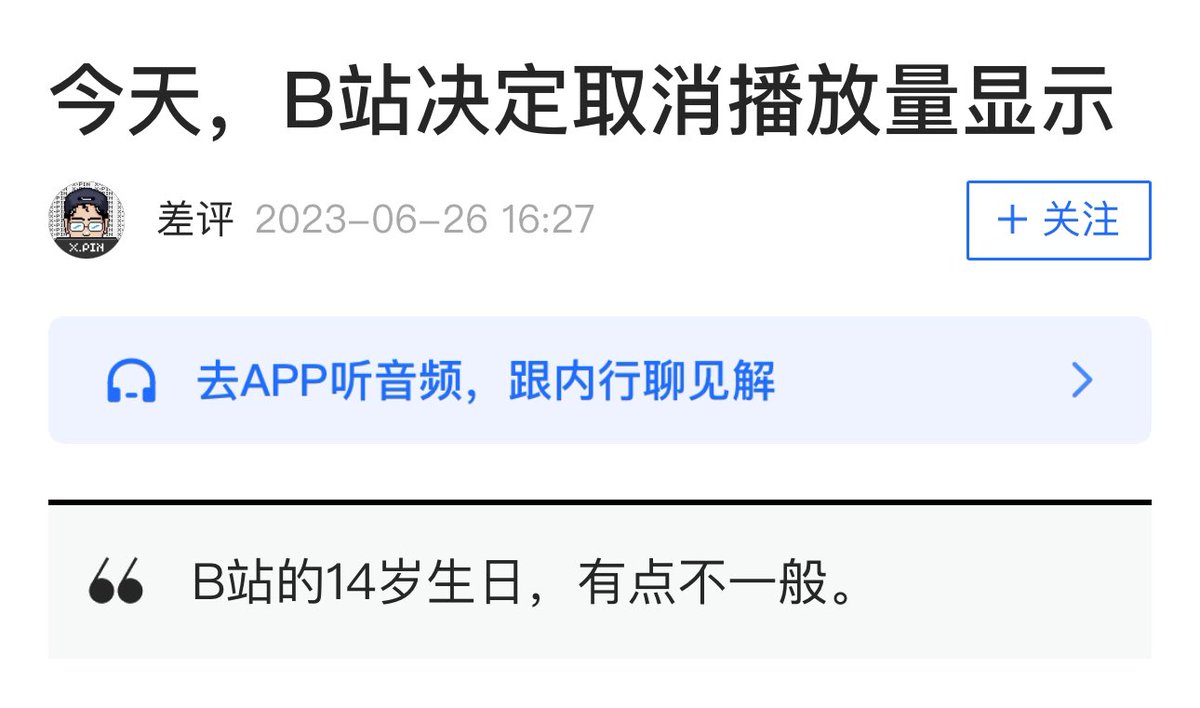 今天，B站决定取消播放量显示
X.PIN
差评 2023-06-26 16:27
+ 关注
去APP听音频，跟内行聊见解
B站的14岁生日，有点不一般。